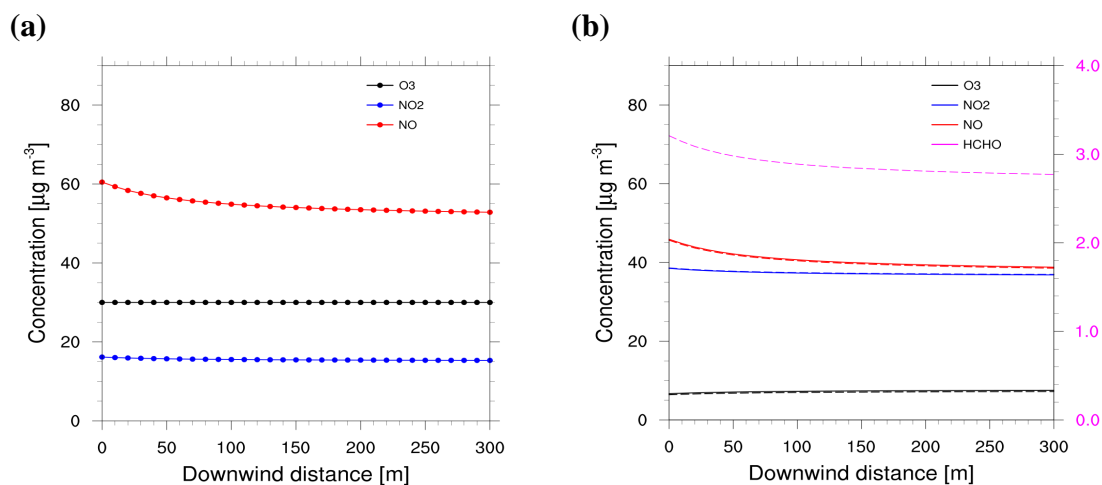 (a)
Concentration [µg m-3]
80
60
40
20
0
O3
NO2
NO
0 50 100 150 200 250 300
Downwind distance [m]
(b)
Concentration [µg m-3]
80
60
40
20
0
O3
NO2
NO
HCHO
4.0
3.0
2.0
1.0
0.0
0 50 100 150 200 250 300
Downwind distance [m]